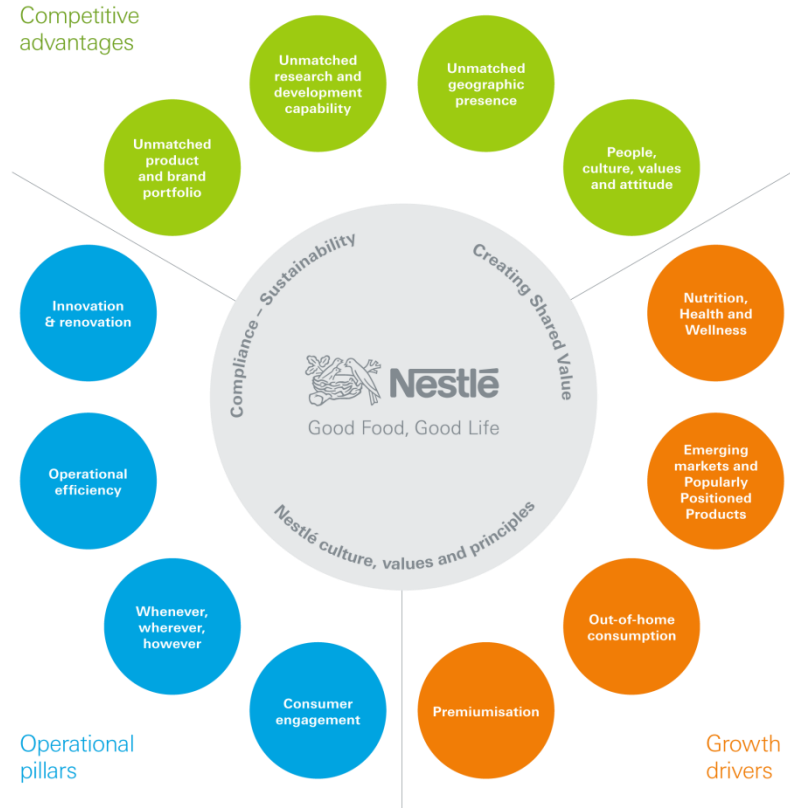 Competitive
advantages
Unmatched
product
and brand
portfolio
Unmatched
research and
development
capability
Unmatched
geographic
presence
People,
culture, values
and attitude
Innovation
& renovation
Operational
efficiency
Whenever,
wherever,
however
Consumer
engagement
Operational
pillars
Compliance – Sustainability
Creating Shared Value
Nestlé
Good Food, Good Life
Nestlé culture, values and principles
Nutrition,
Health and
Wellness
Emerging
markets and
Popularly
Positioned
Products
Out-of-home
consumption
Premiumisation
Growth
drivers